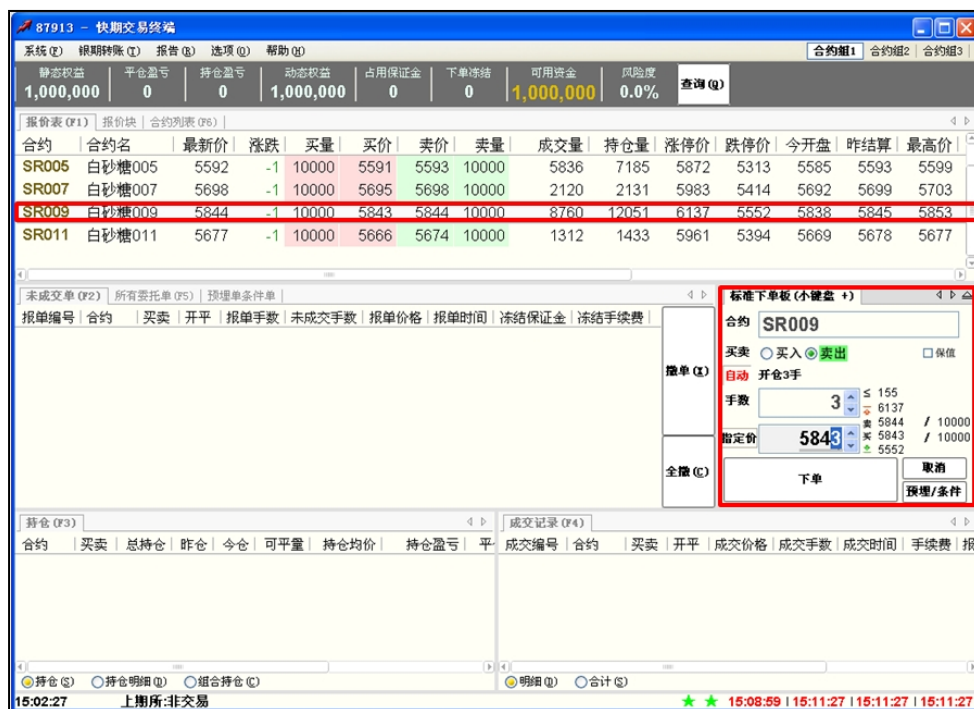 87913 - 快期交易终端
系统(F) 银期转账(T) 报告(R) 选项(O) 帮助(H) 合约组1 合约组2 合约组3
静态权益 平仓盈亏 持仓盈亏 动态权益 占用保证金 下单冻结 可用资金 风险度 查询(Q)
1,000,000 0 0 1,000,000 0 0 1,000,000 0.0%
报价表(F1) 报价块 合约列表(F6)
合约 合约名 最新价 涨跌 买量 买价 卖价 卖量 成交量 持仓量 涨停价 跌停价 今开盘 昨结算 最高价
SR005 白砂糖005 5592 -1 10000 5591 5593 10000 5836 7185 5872 5313 5585 5593 5599
SR007 白砂糖007 5698 -1 10000 5695 5698 10000 2120 2131 5983 5414 5692 5699 5703
SR009 白砂糖009 5844 -1 10000 5843 5844 10000 8760 12051 6137 5552 5838 5845 5853
SR011 白砂糖011 5677 -1 10000 5666 5674 10000 1312 1433 5961 5394 5669 5678 5677
未成交单(F2) 所有委托单(F5) 预埋单条件单
报单编号 合约 买卖 开平 报单手数 未成交手数 报单价格 报单时间 冻结保证金 冻结手续费
撤单(X)
全撤(C)
标准下单板(小键盘 +)
合约 SR009
买卖 买入 卖出 保值
自动 开仓3手
手数 3 ≤ 155
6137
指定价 5843 卖 5844 / 10000
买 5843 / 10000
5552
下单 取消
预埋/条件
持仓(F3)
合约 买卖 总持仓 昨仓 今仓 可平量 持仓均价 持仓盈亏 平
持仓(S) 持仓明细(D) 组合持仓(C)
成交记录(F4)
成交编号 合约 买卖 开平 成交价格 成交手数 成交时间 手续费 报
明细(D) 合计(S)
15:02:27 上期所:非交易 15:08:59 15:11:27 15:11:27 15:11:27